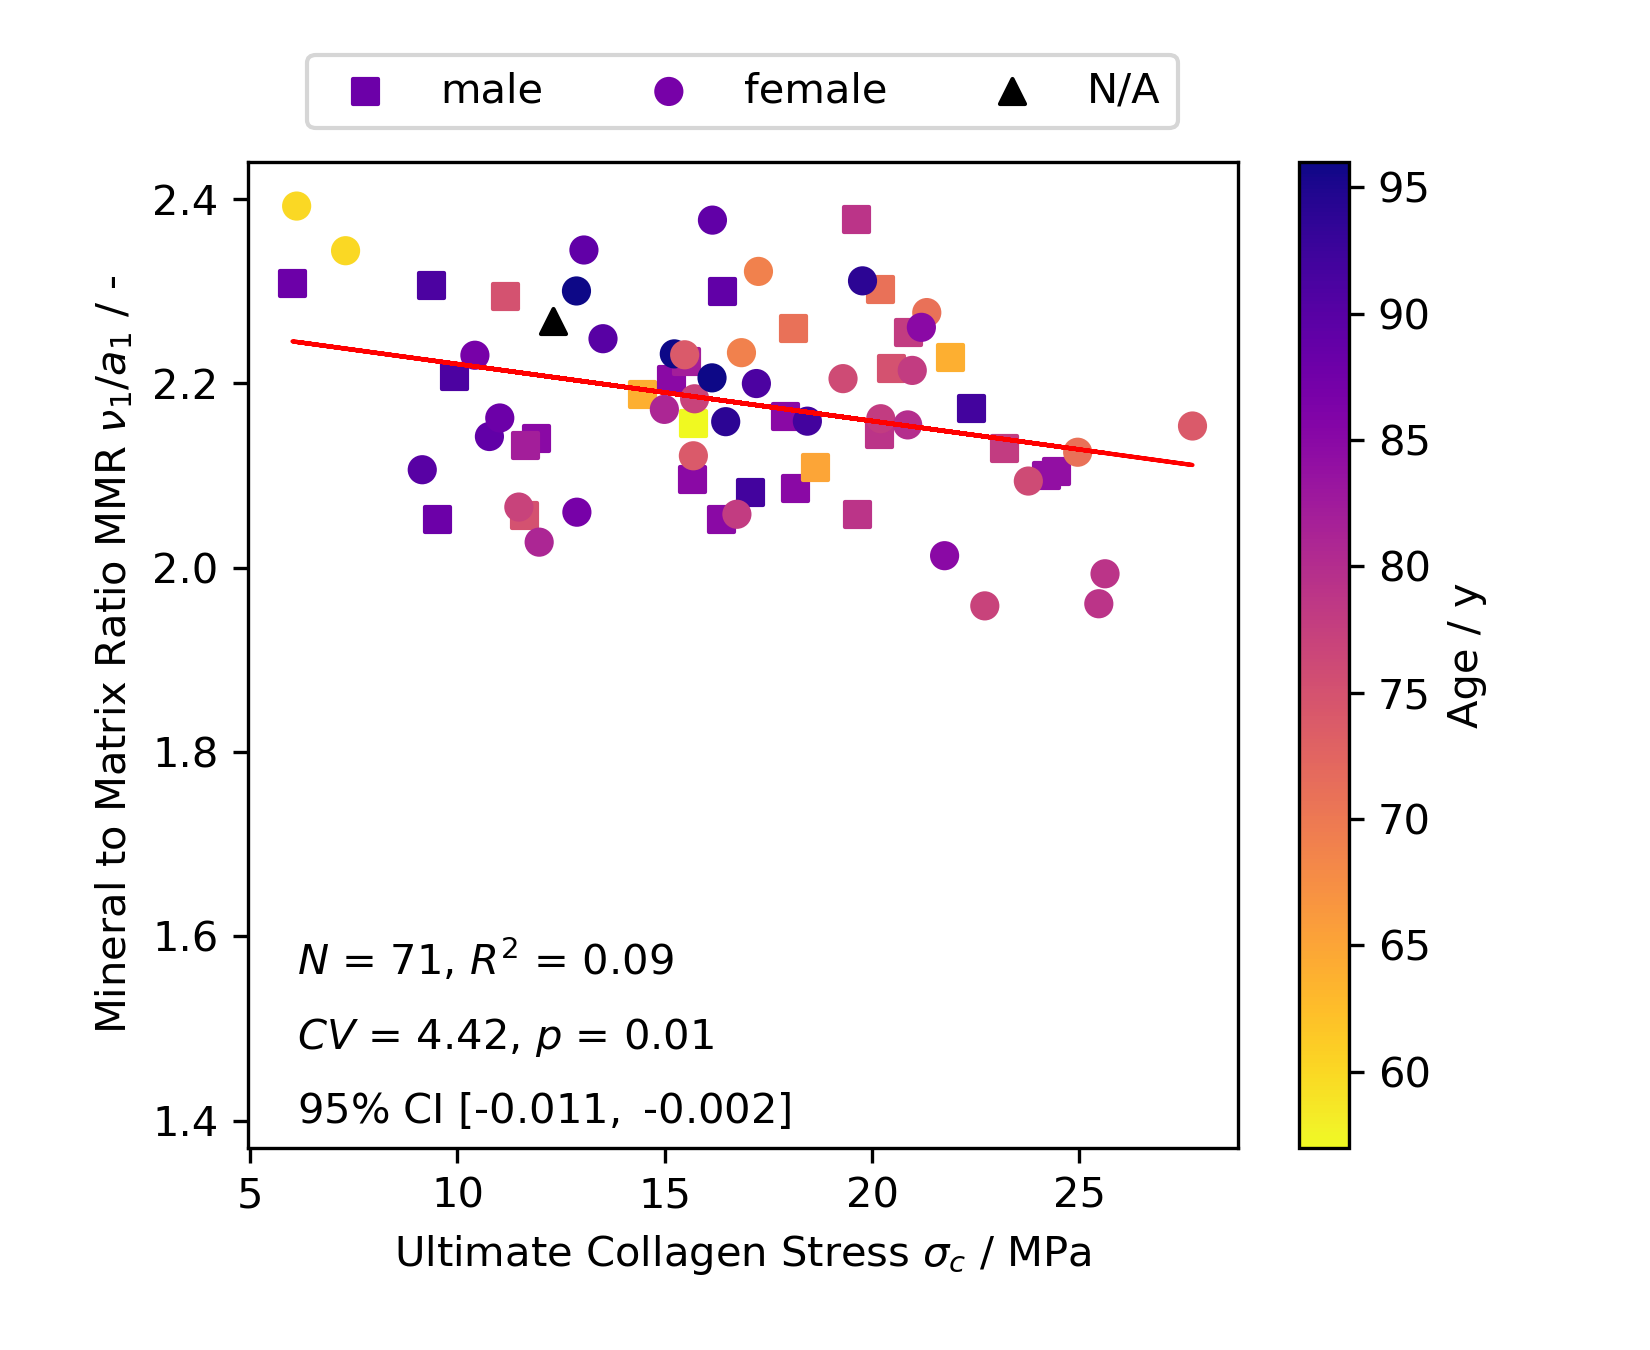 male female N/A
Mineral to Matrix Ratio MMR ν₁/a₁ / -
2.4
2.2
2.0
1.8
1.6
1.4
N = 71, R² = 0.09
CV = 4.42, p = 0.01
95% CI [-0.011, -0.002]
5 10 15 20 25
Ultimate Collagen Stress σ_c / MPa
95
90
85
80
75
70
65
60
Age / y